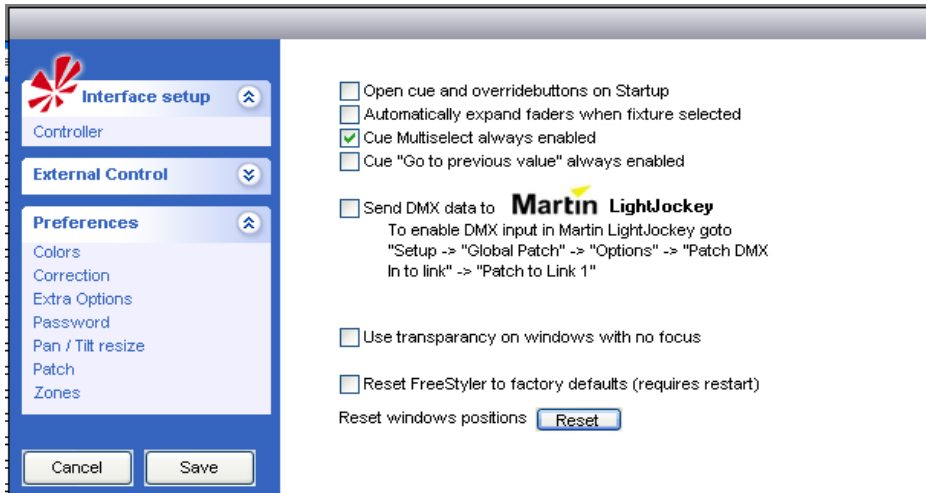 Interface setup
Controller
External Control
Preferences
Colors
Correction
Extra Options
Password
Pan / Tilt resize
Patch
Zones
Cancel
Save
Open cue and overridebuttons on Startup
Automatically expand faders when fixture selected
Cue Multiselect always enabled
Cue "Go to previous value" always enabled
Send DMX data to Martin LightJockey
To enable DMX input in Martin LightJockey goto
"Setup -> "Global Patch" -> "Options" -> "Patch DMX
In to link" -> "Patch to Link 1"
Use transparancy on windows with no focus
Reset FreeStyler to factory defaults (requires restart)
Reset windows positions Reset